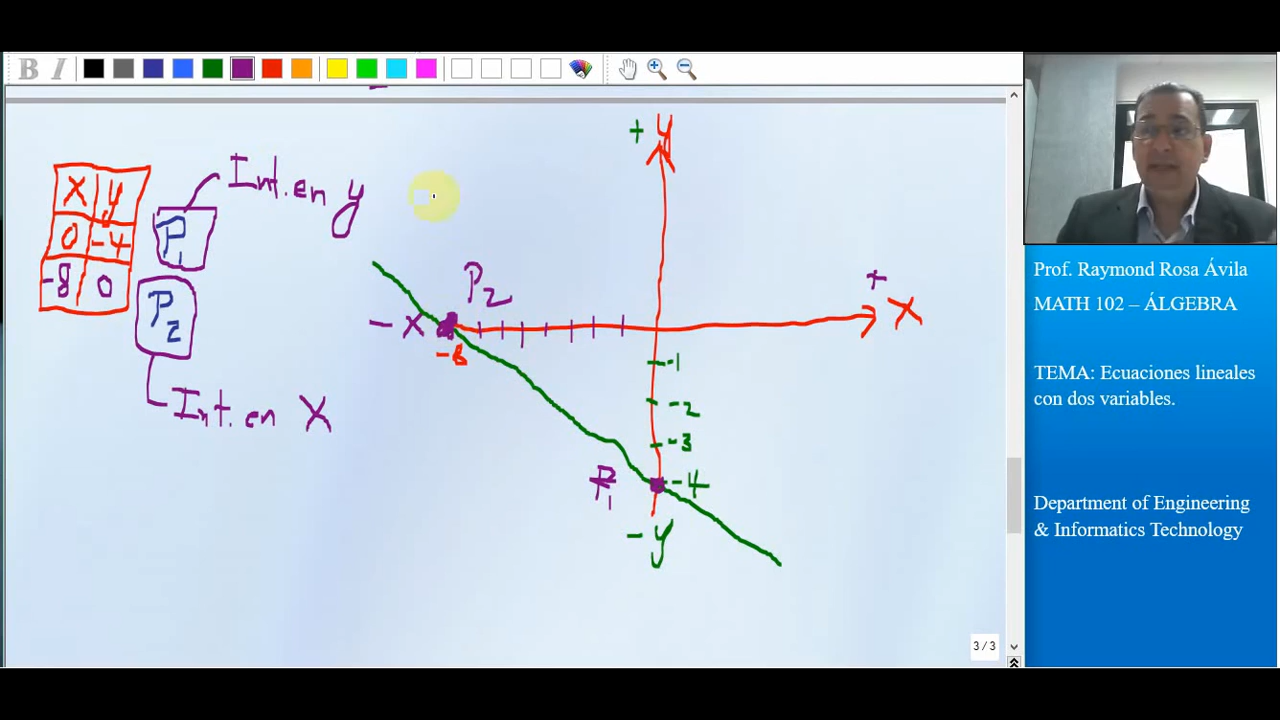 B I
+ y
X y
0 -4
-8 0
P1
P2
Int. en y
Int. en X
P2
+
X
- X
-8
-1
-2
-3
-4
P1
- y
3/3
Prof. Raymond Rosa Ávila
MATH 102 – ÁLGEBRA
TEMA: Ecuaciones lineales
con dos variables.
Department of Engineering
& Informatics Technology